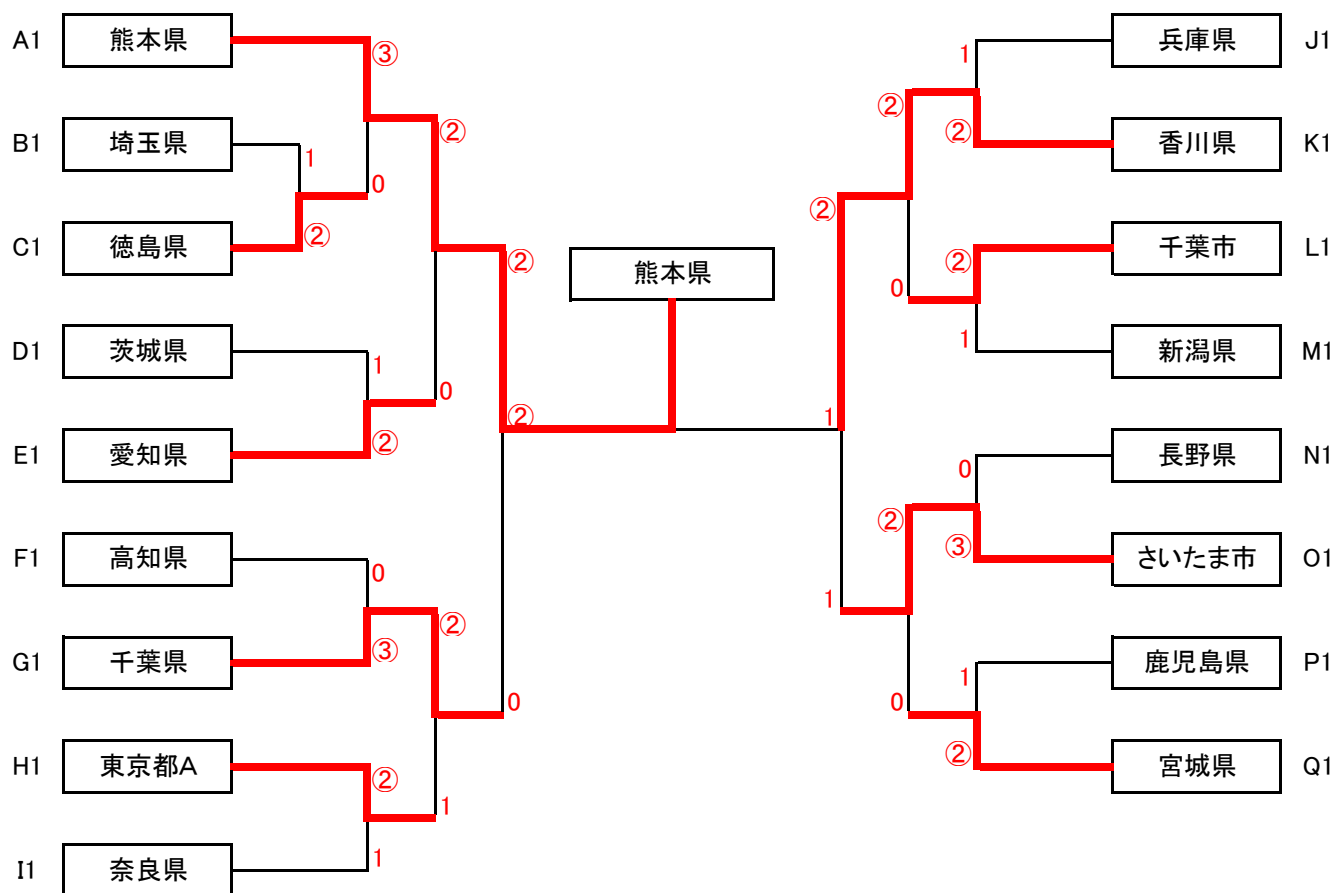 A1 熊本県 ③ 1 兵庫県 J1
② ②
B1 埼玉県 1 ② 香川県 K1
0
② ②
C1 徳島県 ② ② 千葉市 L1
熊本県
0
D1 茨城県 1 1 新潟県 M1
0
② 1
E1 愛知県 ② 0 長野県 N1
②
③ さいたま市 O1
F1 高知県 0
1
②
G1 千葉県 ③ 1 鹿児島県 P1
0 0
H1 東京都A ② ② 宮城県 Q1
1
I1 奈良県 1